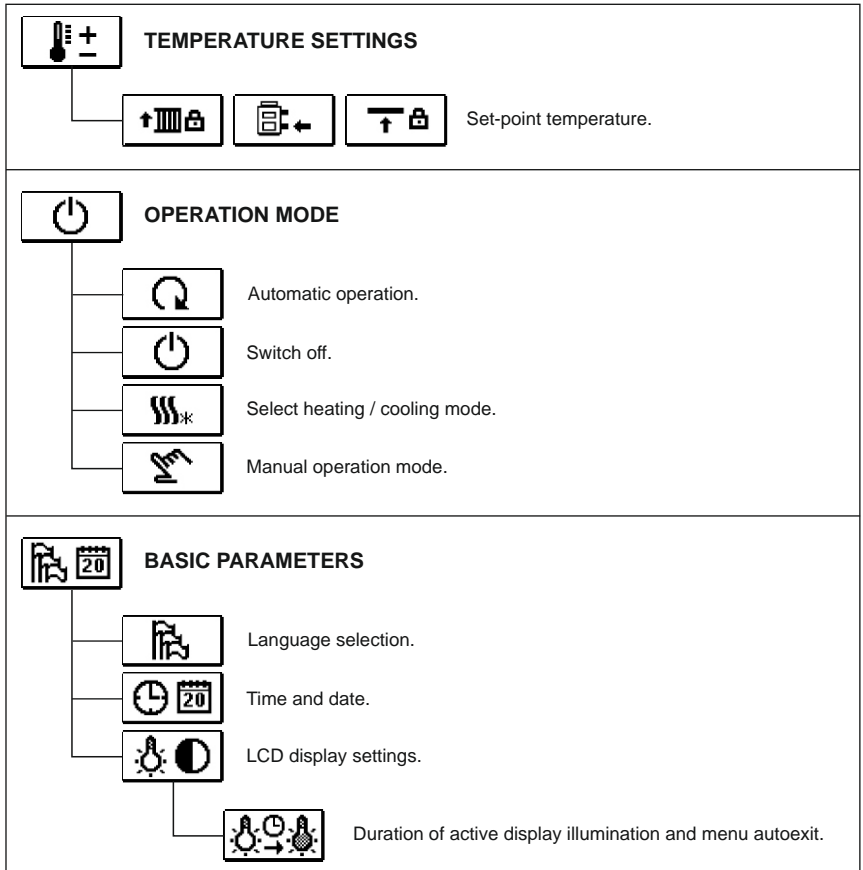 TEMPERATURE SETTINGS
Set-point temperature.
OPERATION MODE
Automatic operation.
Switch off.
Select heating / cooling mode.
Manual operation mode.
20
BASIC PARAMETERS
Language selection.
20
Time and date.
LCD display settings.
Duration of active display illumination and menu autoexit.